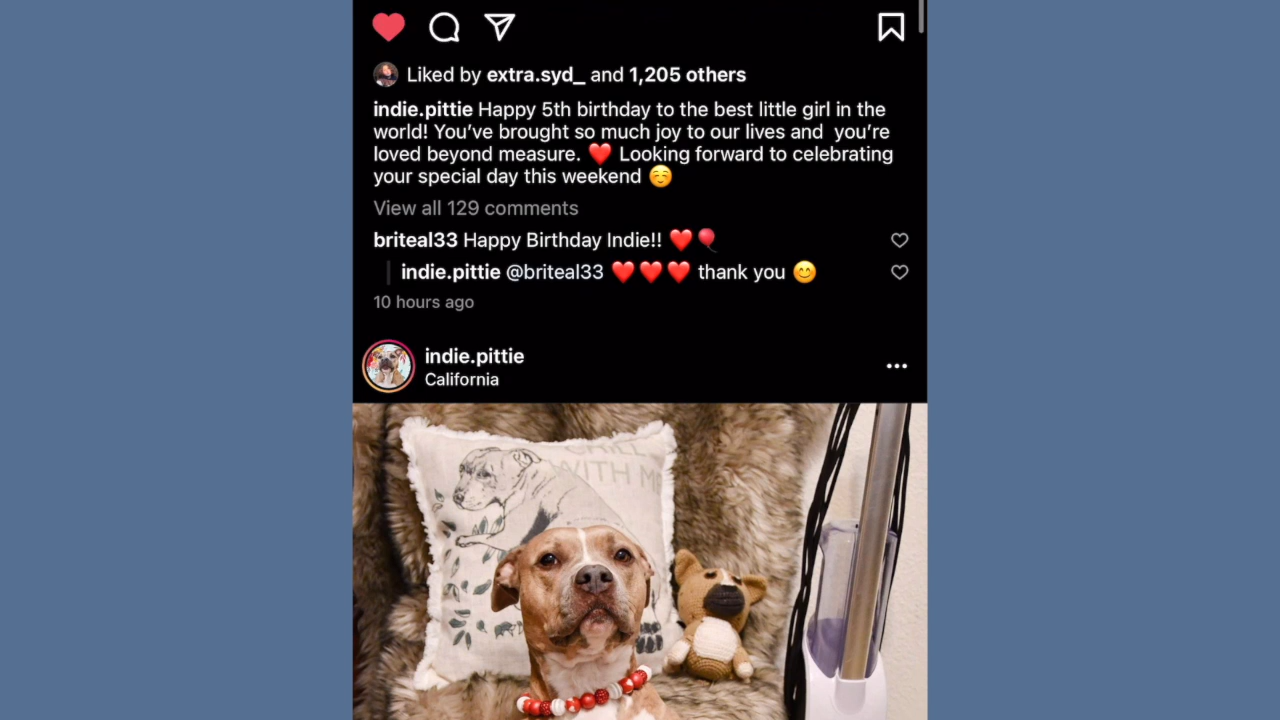 Liked by extra.syd_ and 1,205 others
indie.pittie Happy 5th birthday to the best little girl in the
world! You’ve brought so much joy to our lives and  you’re
loved beyond measure. ❤️ Looking forward to celebrating
your special day this weekend ☺️
View all 129 comments
briteal33 Happy Birthday Indie!! ❤️🎈
indie.pittie @briteal33 ❤️❤️❤️ thank you 😊
10 hours ago
indie.pittie
California
WITH ME